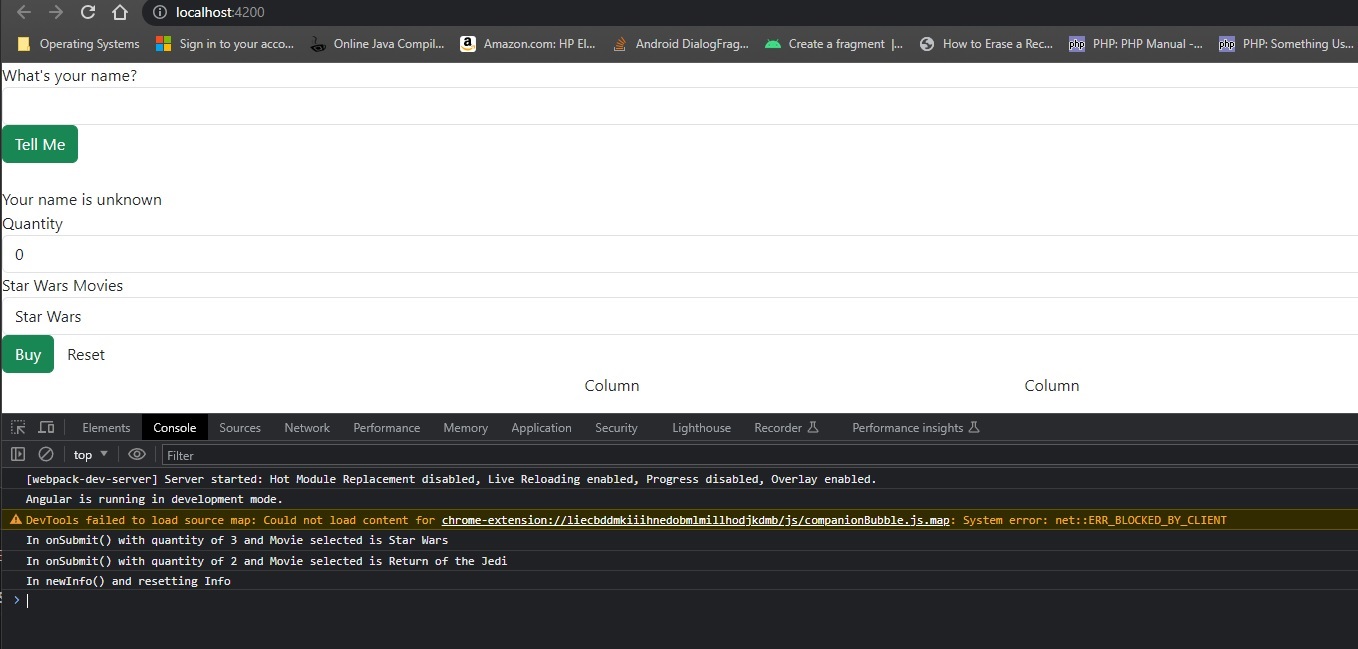 localhost:4200
Operating Systems Sign in to your acco... Online Java Compil... Amazon.com: HP El... Android DialogFrag... Create a fragment |... How to Erase a Rec... php PHP: PHP Manual -... php PHP: Something Us...
What's your name?
Tell Me
Your name is unknown
Quantity
0
Star Wars Movies
Star Wars
Buy Reset
Column Column
Elements Console Sources Network Performance Memory Application Security Lighthouse Recorder Performance insights
top Filter
[webpack-dev-server] Server started: Hot Module Replacement disabled, Live Reloading enabled, Progress disabled, Overlay enabled.
Angular is running in development mode.
DevTools failed to load source map: Could not load content for chrome-extension://liecbddmkiiihnedobmlmillhodjkdmb/js/companionBubble.js.map: System error: net::ERR_BLOCKED_BY_CLIENT
In onSubmit() with quantity of 3 and Movie selected is Star Wars
In onSubmit() with quantity of 2 and Movie selected is Return of the Jedi
In newInfo() and resetting Info